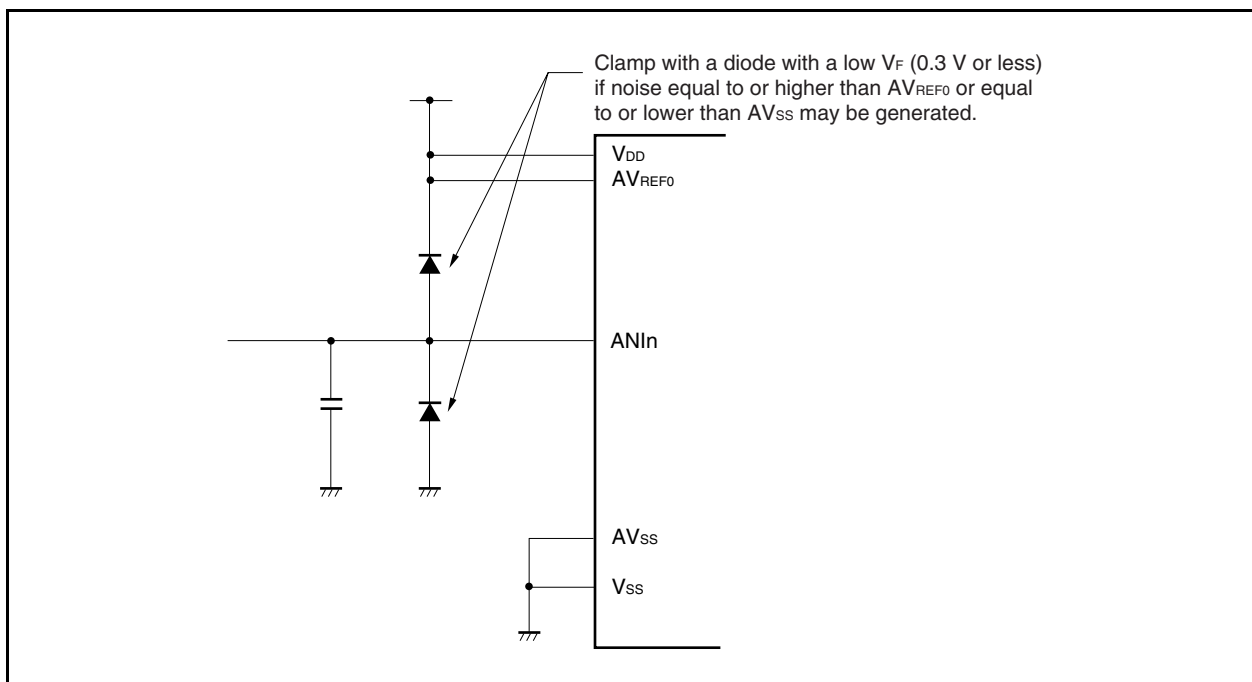 Clamp with a diode with a low VF (0.3 V or less)
if noise equal to or higher than AVREF0 or equal
to or lower than AVSS may be generated.
VDD
AVREF0
ANIn
AVSS
VSS